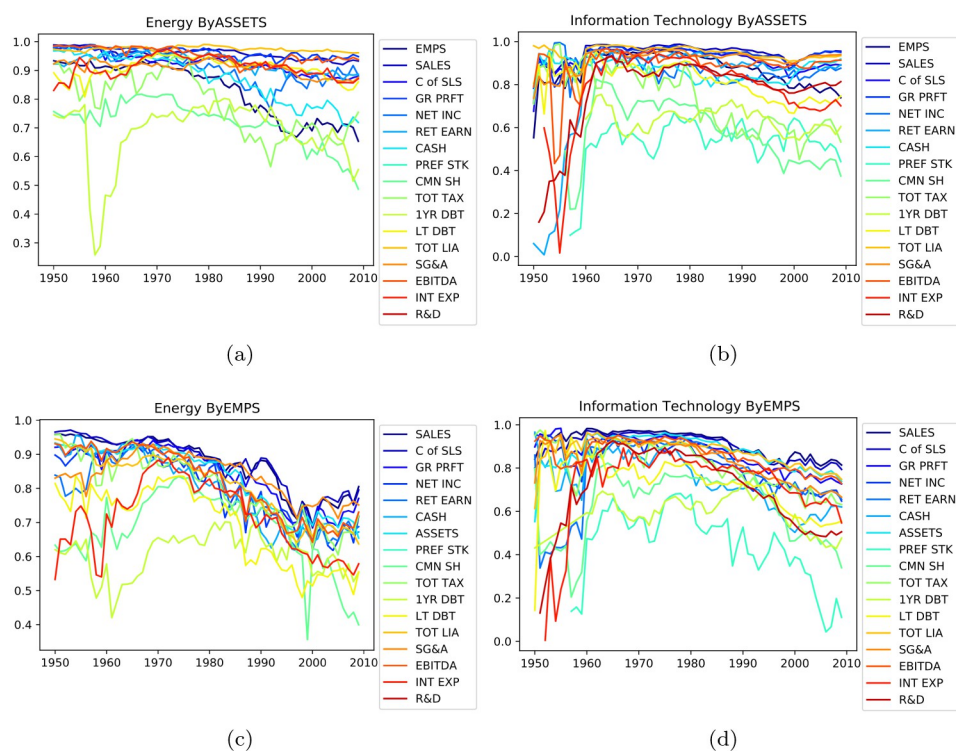 Energy ByASSETS
1.0
0.9
0.8
0.7
0.6
0.5
0.4
0.3
1950 1960 1970 1980 1990 2000 2010
EMPS
SALES
C of SLS
GR PRFT
NET INC
RET EARN
CASH
PREF STK
CMN SH
TOT TAX
1YR DBT
LT DBT
TOT LIA
SG&A
EBITDA
INT EXP
R&D
(a)
Information Technology ByASSETS
1.0
0.8
0.6
0.4
0.2
0.0
1950 1960 1970 1980 1990 2000 2010
EMPS
SALES
C of SLS
GR PRFT
NET INC
RET EARN
CASH
PREF STK
CMN SH
TOT TAX
1YR DBT
LT DBT
TOT LIA
SG&A
EBITDA
INT EXP
R&D
(b)
Energy ByEMPS
1.0
0.9
0.8
0.7
0.6
0.5
0.4
1950 1960 1970 1980 1990 2000 2010
SALES
C of SLS
GR PRFT
NET INC
RET EARN
CASH
ASSETS
PREF STK
CMN SH
TOT TAX
1YR DBT
LT DBT
TOT LIA
SG&A
EBITDA
INT EXP
R&D
(c)
Information Technology ByEMPS
1.0
0.8
0.6
0.4
0.2
0.0
1950 1960 1970 1980 1990 2000 2010
SALES
C of SLS
GR PRFT
NET INC
RET EARN
CASH
ASSETS
PREF STK
CMN SH
TOT TAX
1YR DBT
LT DBT
TOT LIA
SG&A
EBITDA
INT EXP
R&D
(d)